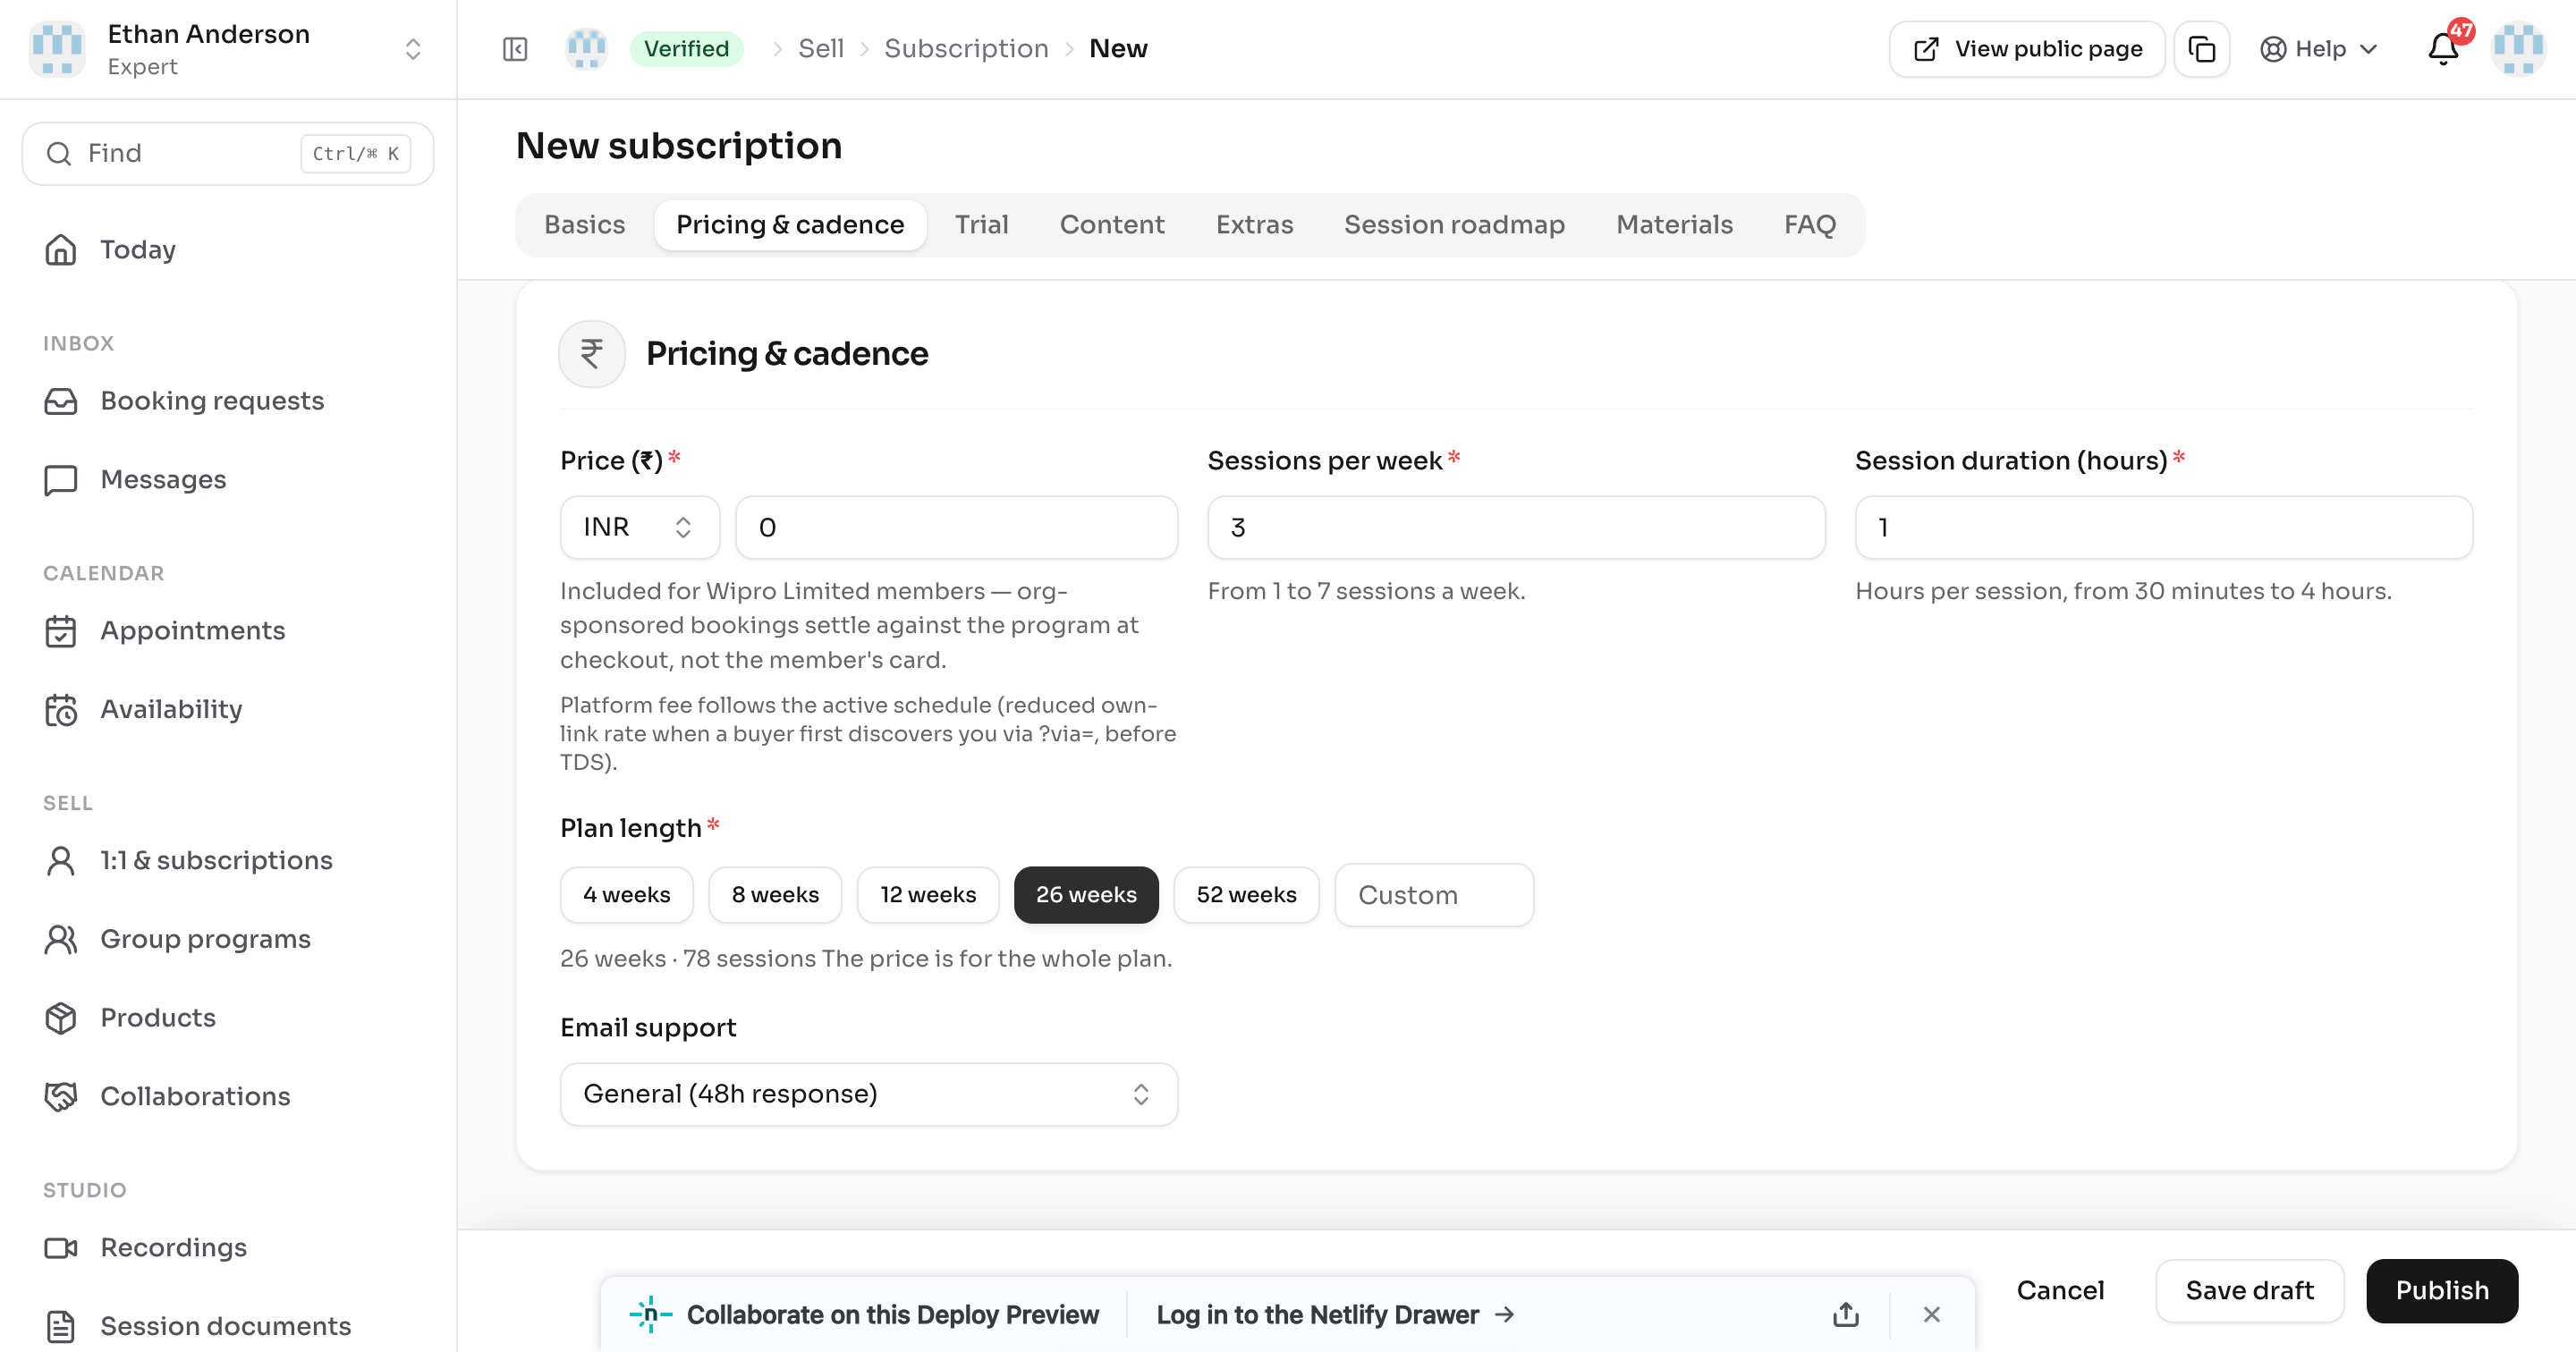 Ethan Anderson
Expert
Verified
Sell
Subscription
New
View public page
Help
47
Find
Ctrl/⌘ K
Today
INBOX
Booking requests
Messages
CALENDAR
Appointments
Availability
SELL
1:1 & subscriptions
Group programs
Products
Collaborations
STUDIO
Recordings
Session documents
New subscription
Basics
Pricing & cadence
Trial
Content
Extras
Session roadmap
Materials
FAQ
₹
Pricing & cadence
Price (₹) *
INR
0
Included for Wipro Limited members — org-
sponsored bookings settle against the program at
checkout, not the member's card.
Platform fee follows the active schedule (reduced own-
link rate when a buyer first discovers you via ?via=, before
TDS).
Sessions per week *
3
From 1 to 7 sessions a week.
Session duration (hours) *
1
Hours per session, from 30 minutes to 4 hours.
Plan length *
4 weeks
8 weeks
12 weeks
26 weeks
52 weeks
Custom
26 weeks · 78 sessions The price is for the whole plan.
Email support
General (48h response)
Collaborate on this Deploy Preview
Log in to the Netlify Drawer →
Cancel
Save draft
Publish